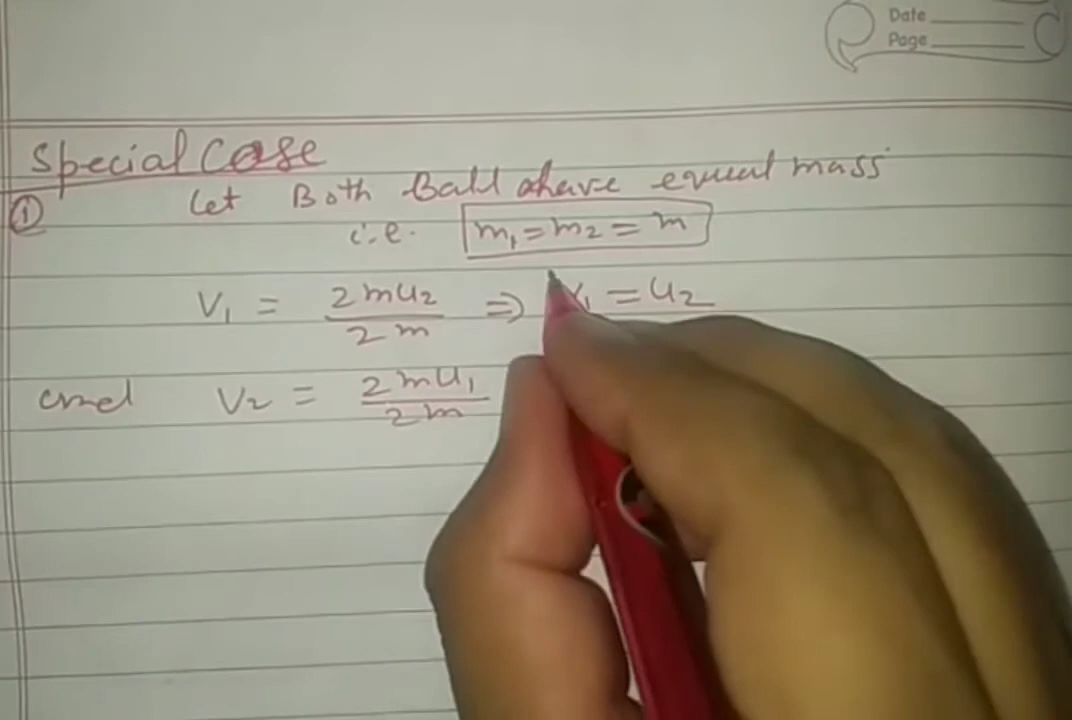 Date
Page
Special Case
① Let Both Ball have equal mass
i.e. m₁ = m₂ = m
V₁ = 2mu₂ / 2m ⇒ V₁ = u₂
and V₂ = 2mu₁ / 2m